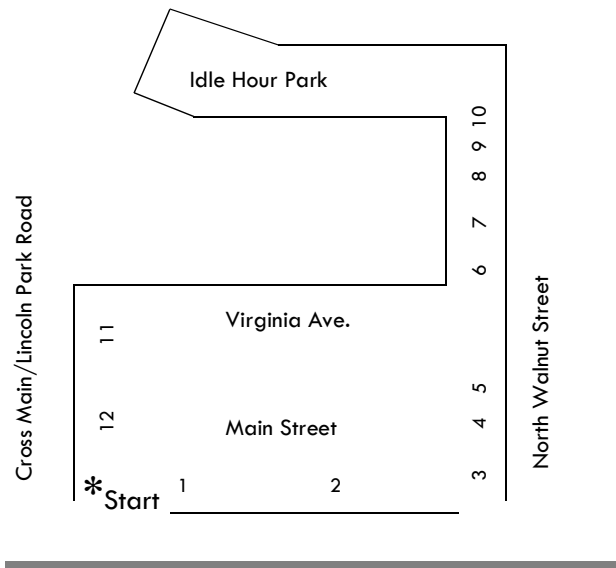 Idle Hour Park
10
9
8
7
6
Cross Main/Lincoln Park Road
North Walnut Street
11
Virginia Ave.
5
12
Main Street
4
3
*Start
1
2